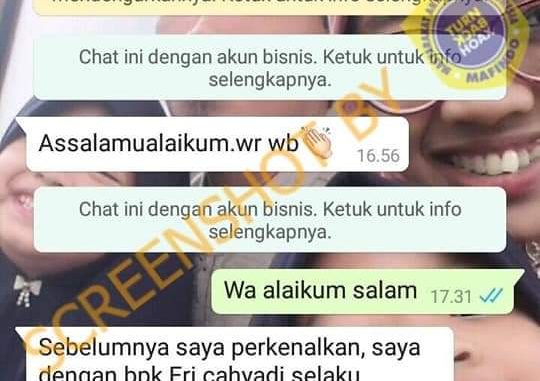 mendengarkannya. Ketuk untuk info selengkapnya.
Chat ini dengan akun bisnis. Ketuk untuk info
selengkapnya.
TURN
BACK
HOAX
MAFINDO
Assalamualaikum.wr wb
16.56
Chat ini dengan akun bisnis. Ketuk untuk info
selengkapnya.
Wa alaikum salam 17.31
SCREENSHOT BY
Sebelumnya saya perkenalkan, saya
dengan bpk Eri cahyadi selaku